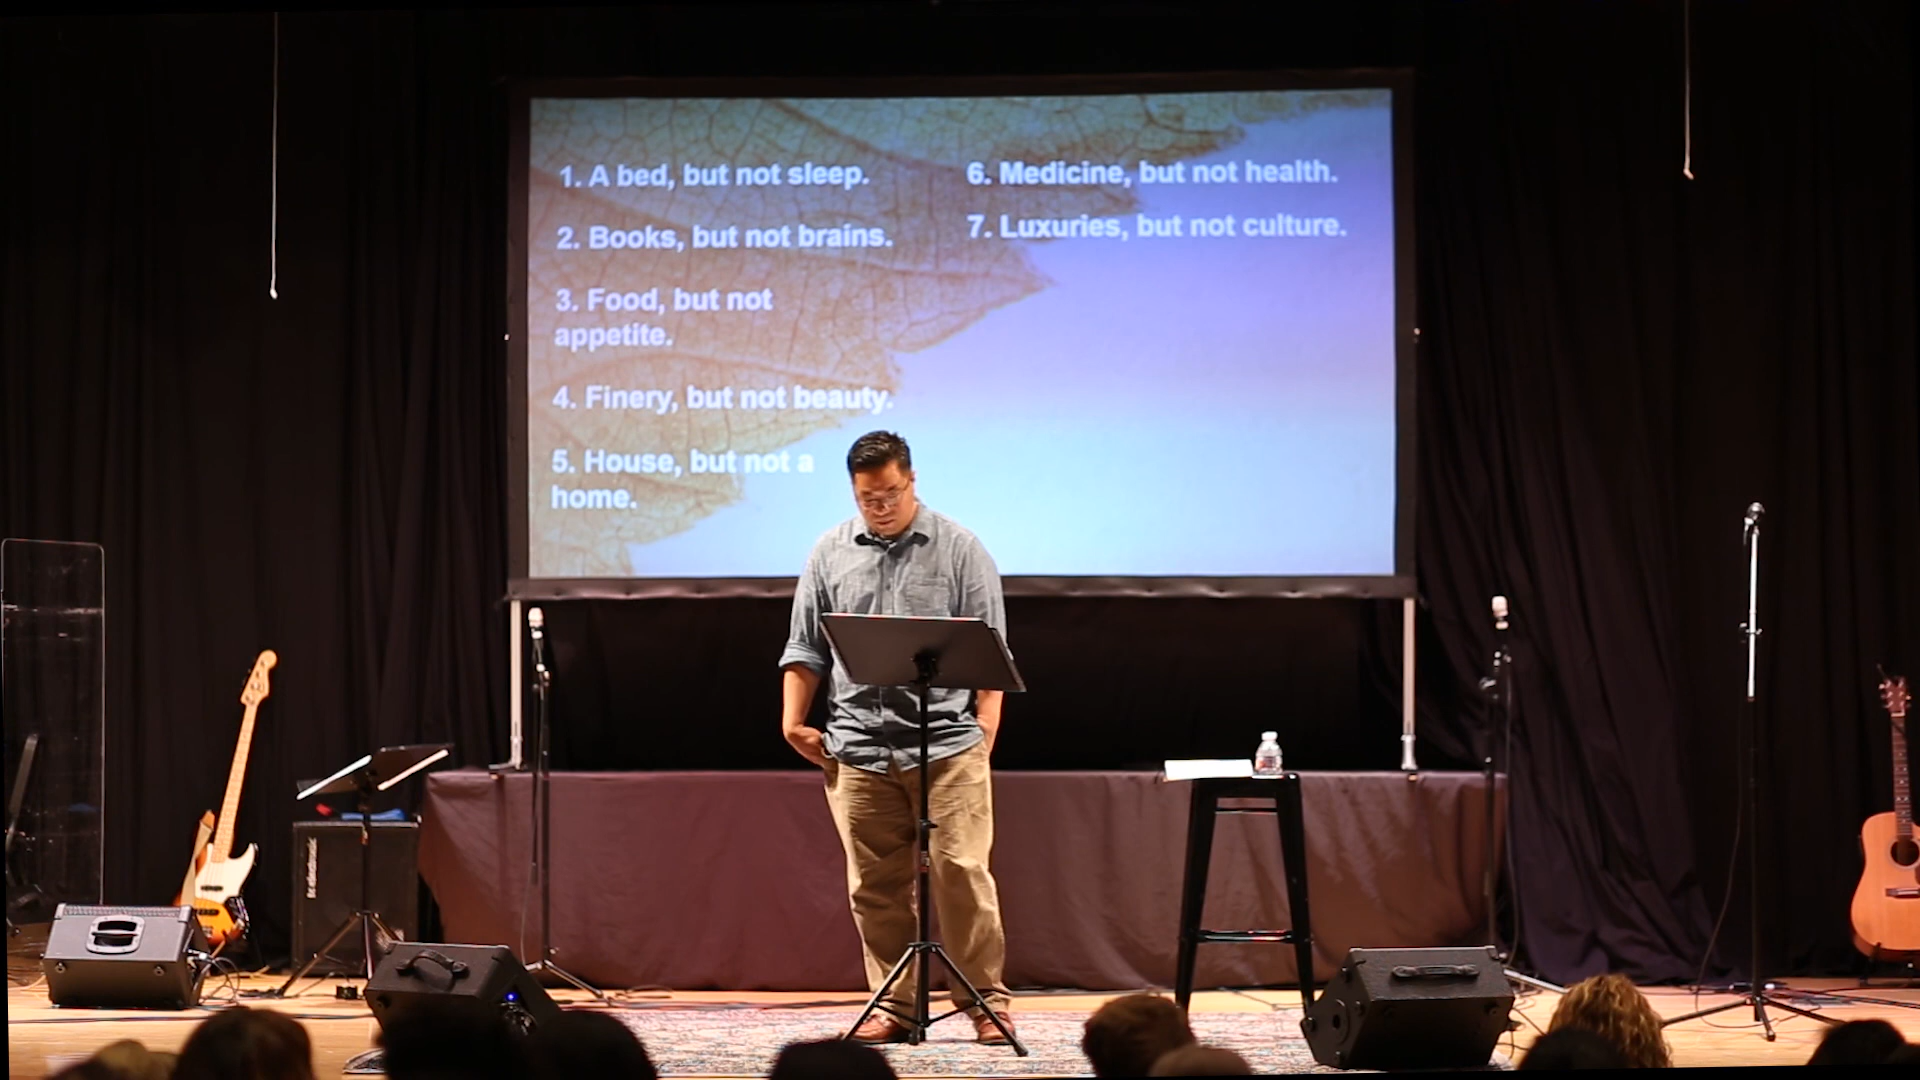 1. A bed, but not sleep.
2. Books, but not brains.
3. Food, but not
appetite.
4. Finery, but not beauty.
5. House, but not a
home.
6. Medicine, but not health.
7. Luxuries, but not culture.